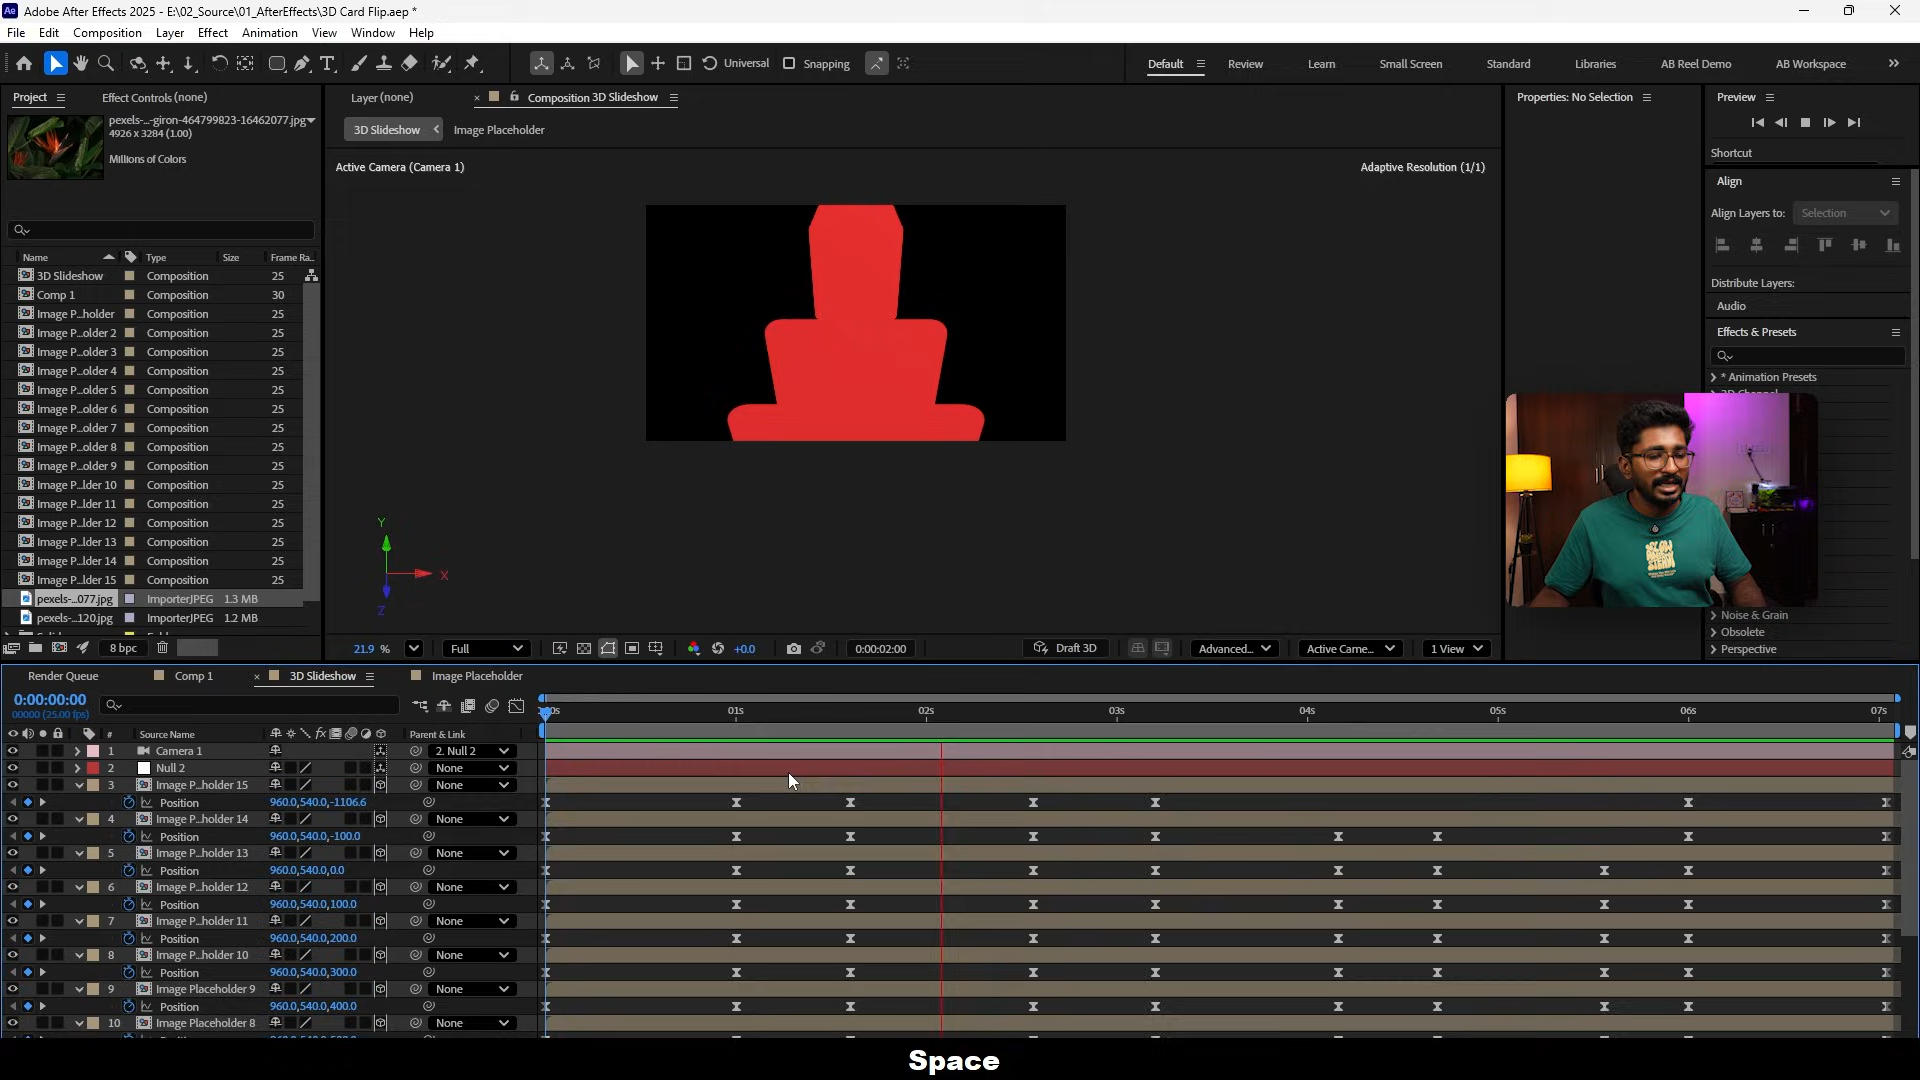 Adobe After Effects 2025 - E:\02_Source\01_AfterEffects\3D Card Flip.aep *
File Edit Composition Layer Effect Animation View Window Help
Universal Snapping
Default Review Learn Small Screen Standard Libraries AB Reel Demo AB Workspace
Project Effect Controls (none)
pexels-...-giron-464799823-16462077.jpg
4926 x 3284 (1.00)
Millions of Colors
Name Type Size Frame Ra..
3D Slideshow Composition 25
Comp 1 Composition 30
Image P...holder Composition 25
Image P...older 2 Composition 25
Image P...older 3 Composition 25
Image P...older 4 Composition 25
Image P...older 5 Composition 25
Image P...older 6 Composition 25
Image P...older 7 Composition 25
Image P...older 8 Composition 25
Image P...older 9 Composition 25
Image P...lder 10 Composition 25
Image P...lder 11 Composition 25
Image P...lder 12 Composition 25
Image P...lder 13 Composition 25
Image P...lder 14 Composition 25
Image P...lder 15 Composition 25
pexels-...077.jpg ImporterJPEG 1.3 MB
pexels-...120.jpg ImporterJPEG 1.2 MB
8 bpc
Layer (none) Composition 3D Slideshow
3D Slideshow Image Placeholder
Active Camera (Camera 1) Adaptive Resolution (1/1)
Y
X
Z
21.9 % Full +0.0 0:00:02:00 Draft 3D Advanced... Active Came... 1 View
Properties: No Selection
Preview
Shortcut
Align
Align Layers to: Selection
Distribute Layers:
Audio
Effects & Presets
* Animation Presets
3D Channel
Noise & Grain
Obsolete
Perspective
Render Queue Comp 1 3D Slideshow Image Placeholder
0:00:00:00
00000 (25.00 fps)
01s 02s 03s 04s 05s 06s 07s
# Source Name Parent & Link
1 Camera 1 2. Null 2
2 Null 2 None
3 Image P...holder 15 None
Position 960.0,540.0,-1106.6
4 Image P...holder 14 None
Position 960.0,540.0,-100.0
5 Image P...holder 13 None
Position 960.0,540.0,0.0
6 Image P...holder 12 None
Position 960.0,540.0,100.0
7 Image P...holder 11 None
Position 960.0,540.0,200.0
8 Image P...holder 10 None
Position 960.0,540.0,300.0
9 Image Placeholder 9 None
Position 960.0,540.0,400.0
10 Image Placeholder 8 None
Space